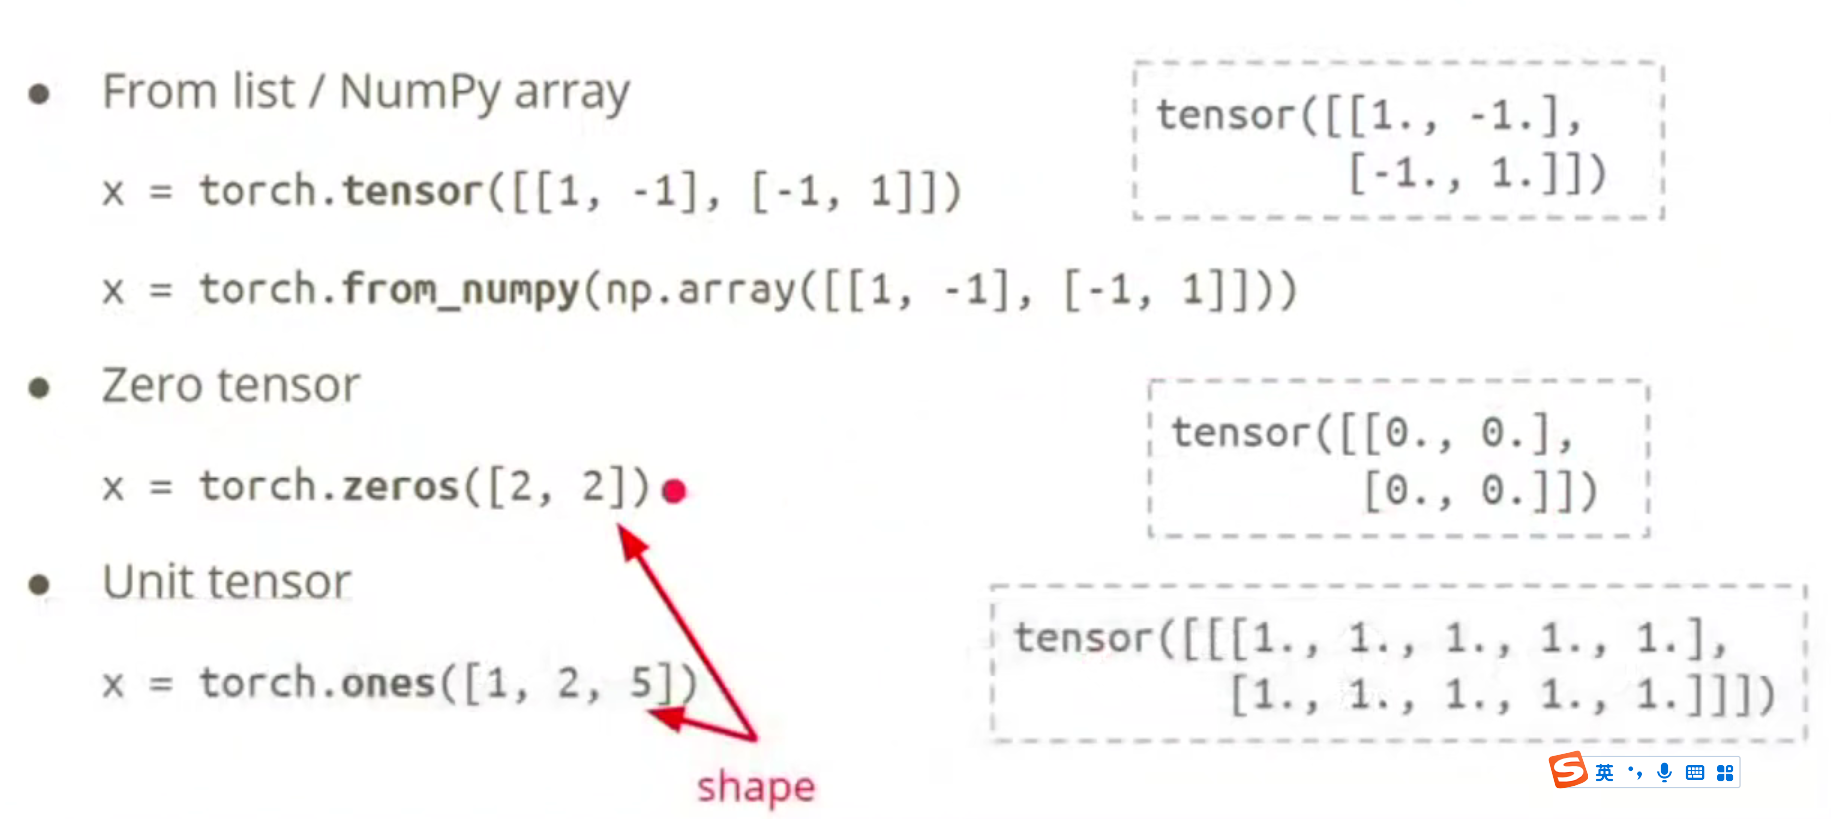 From list / NumPy array
x = torch.tensor([[1, -1], [-1, 1]])
x = torch.from_numpy(np.array([[1, -1], [-1, 1]]))
tensor([[1., -1.],
[-1., 1.]])
Zero tensor
x = torch.zeros([2, 2])
tensor([[0., 0.],
[0., 0.]])
Unit tensor
x = torch.ones([1, 2, 5])
tensor([[[1., 1., 1., 1., 1.],
[1., 1., 1., 1., 1.]]])
shape
S 英